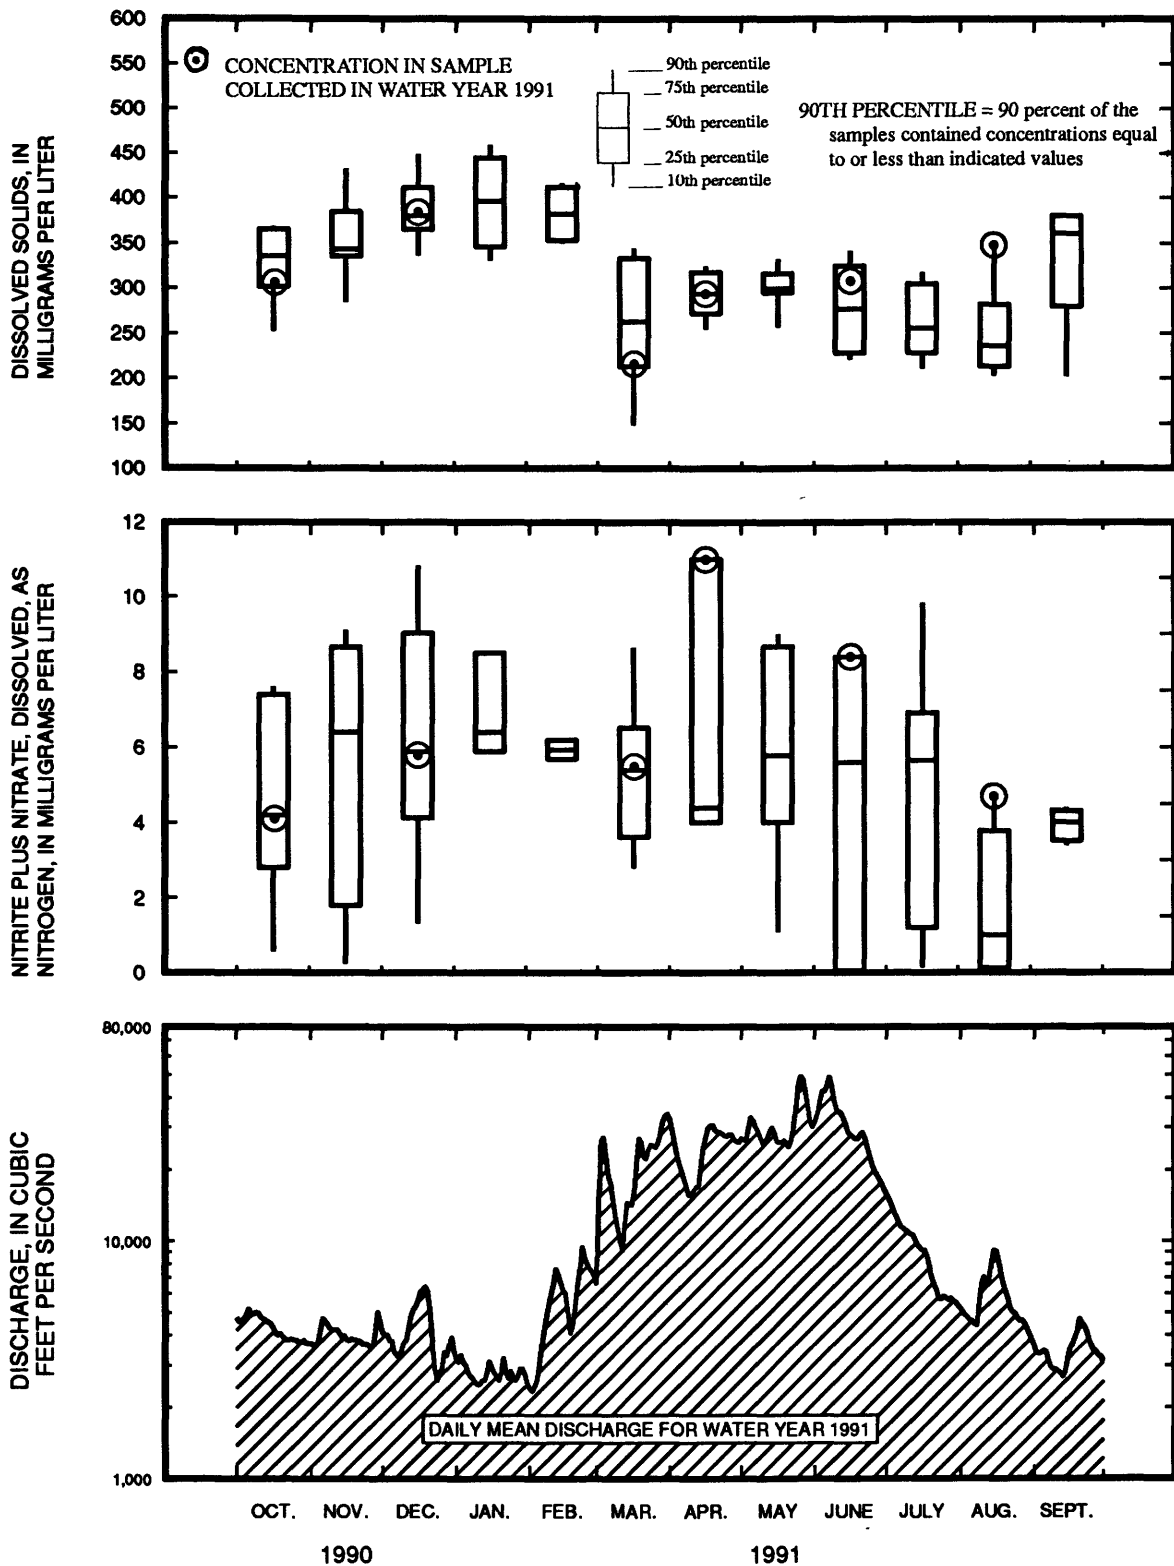 DISSOLVED SOLIDS, IN
MILLIGRAMS PER LITER
600
550
500
450
400
350
300
250
200
150
100
CONCENTRATION IN SAMPLE
COLLECTED IN WATER YEAR 1991
90th percentile
75th percentile
50th percentile
25th percentile
10th percentile
90TH PERCENTILE = 90 percent of the
samples contained concentrations equal
to or less than indicated values
NITRITE PLUS NITRATE, DISSOLVED, AS
NITROGEN, IN MILLIGRAMS PER LITER
12
10
8
6
4
2
0
DISCHARGE, IN CUBIC
FEET PER SECOND
80,000
10,000
1,000
DAILY MEAN DISCHARGE FOR WATER YEAR 1991
OCT. NOV. DEC. JAN. FEB. MAR. APR. MAY JUNE JULY AUG. SEPT.
1990 1991